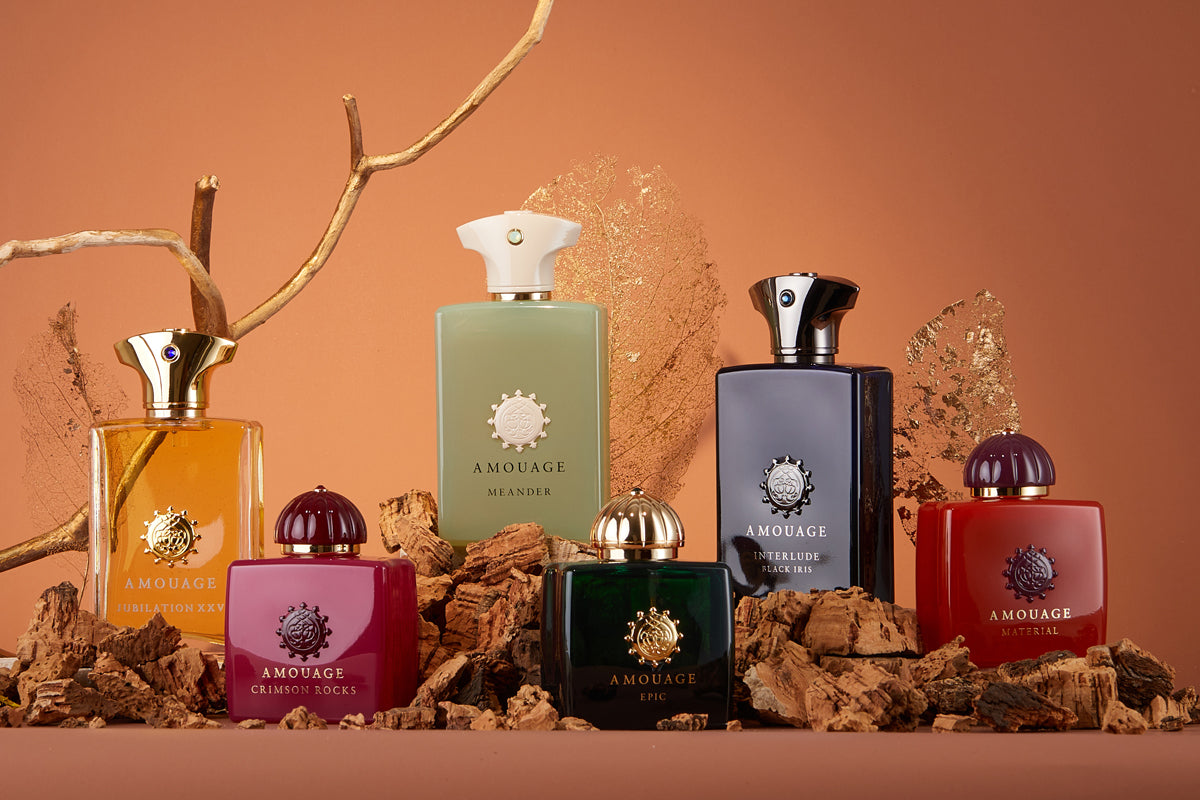 AMOUAGE
JUBILATION XXV
AMOUAGE
CRIMSON ROCKS
AMOUAGE
MEANDER
AMOUAGE
EPIC
AMOUAGE
INTERLUDE
BLACK IRIS
AMOUAGE
MATERIAL